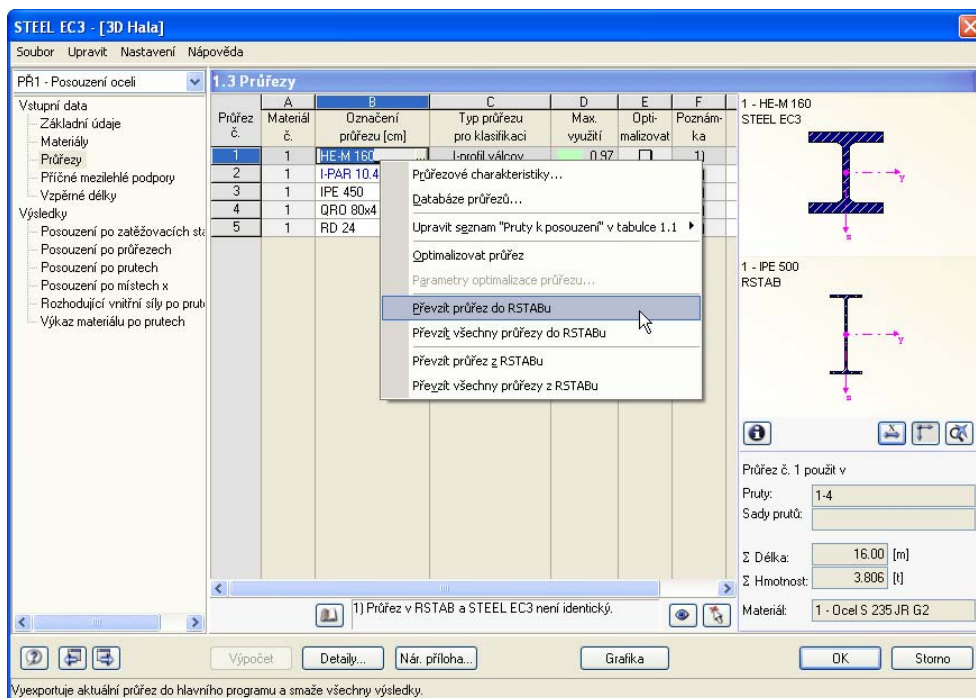 STEEL EC3 - [3D Hala]
Soubor Upravit Nastavení Nápověda
PŘ1 - Posouzení oceli
Vstupní data
Základní údaje
Materiály
Průřezy
Příčné mezilehlé podpory
Vzpěrné délky
Výsledky
Posouzení po zatěžovacích sta
Posouzení po průřezech
Posouzení po prutech
Posouzení po místech x
Rozhodující vnitřní síly po prute
Výkaz materiálu po prutech
1.3 Průřezy
A B C D E F
Průřez Materiál Označení Typ průřezu Max. Opti- Poznám-
č. č. průřezu [cm] pro klasifikaci využití malizovat ka
1 1 HE-M 160 ... I-profil válcov 0.97 1)
2 1 I-PAR 10.4
3 1 IPE 450
4 1 QRO 80x4
5 1 RD 24
Průřezové charakteristiky...
Databáze průřezů...
Upravit seznam "Pruty k posouzení" v tabulce 1.1
Optimalizovat průřez
Parametry optimalizace průřezu...
Převzít průřez do RSTABu
Převzít všechny průřezy do RSTABu
Převzít průřez z RSTABu
Převzít všechny průřezy z RSTABu
1) Průřez v RSTAB a STEEL EC3 není identický.
1 - HE-M 160
STEEL EC3
y
z
1 - IPE 500
RSTAB
y
z
Průřez č. 1 použit v
Pruty: 1-4
Sady prutů:
Σ Délka: 16.00 [m]
Σ Hmotnost: 3.806 [t]
Materiál: 1 - Ocel S 235 JR G2
Výpočet Detaily... Nár. příloha... Grafika OK Storno
Vyexportuje aktuální průřez do hlavního programu a smaže všechny výsledky.